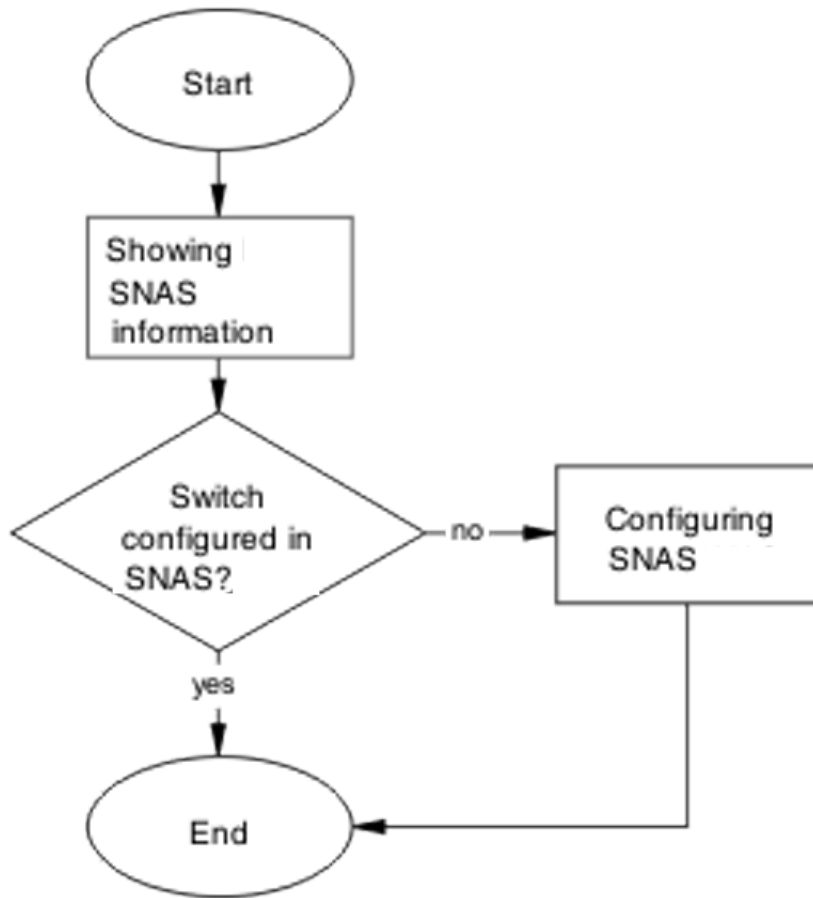 Start
Showing
SNAS
information
Switch
configured in
SNAS?
no
Configuring
SNAS
yes
End